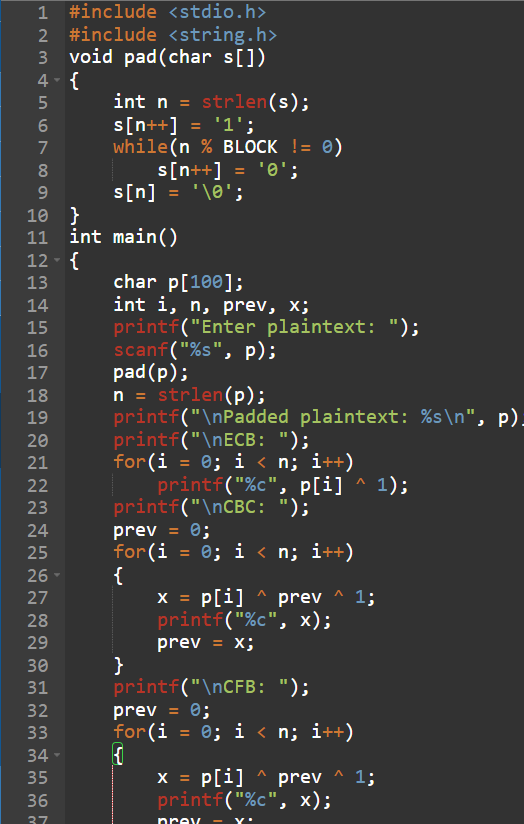 1 #include <stdio.h>
2 #include <string.h>
3 void pad(char s[])
4 {
5     int n = strlen(s);
6     s[n++] = '1';
7     while(n % BLOCK != 0)
8         s[n++] = '0';
9     s[n] = '\0';
10 }
11 int main()
12 {
13     char p[100];
14     int i, n, prev, x;
15     printf("Enter plaintext: ");
16     scanf("%s", p);
17     pad(p);
18     n = strlen(p);
19     printf("\nPadded plaintext: %s\n", p)
20     printf("\nECB: ");
21     for(i = 0; i < n; i++)
22         printf("%c", p[i] ^ 1);
23     printf("\nCBC: ");
24     prev = 0;
25     for(i = 0; i < n; i++)
26     {
27         x = p[i] ^ prev ^ 1;
28         printf("%c", x);
29         prev = x;
30     }
31     printf("\nCFB: ");
32     prev = 0;
33     for(i = 0; i < n; i++)
34     {
35         x = p[i] ^ prev ^ 1;
36         printf("%c", x);
37         prev = x;